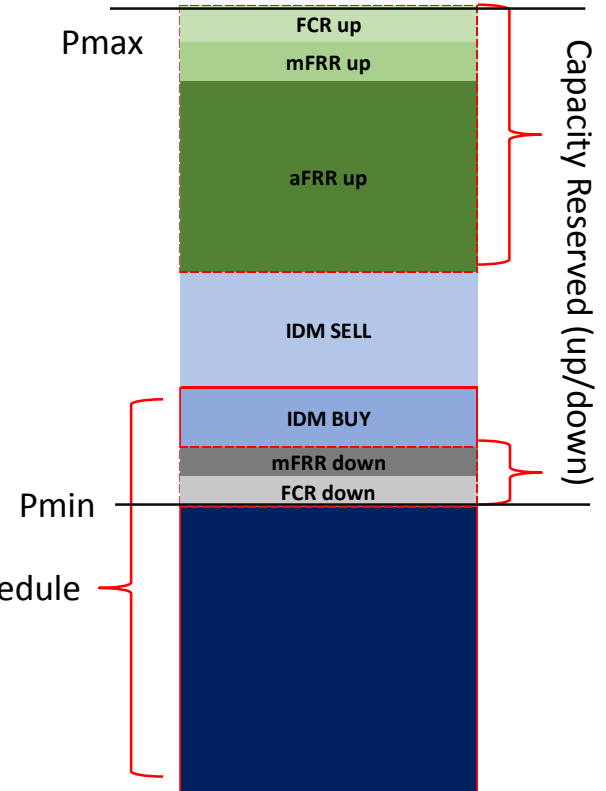 Pmax
FCR up
mFRR up
aFRR up
IDM SELL
IDM BUY
mFRR down
FCR down
Pmin
edule
Capacity Reserved (up/down)